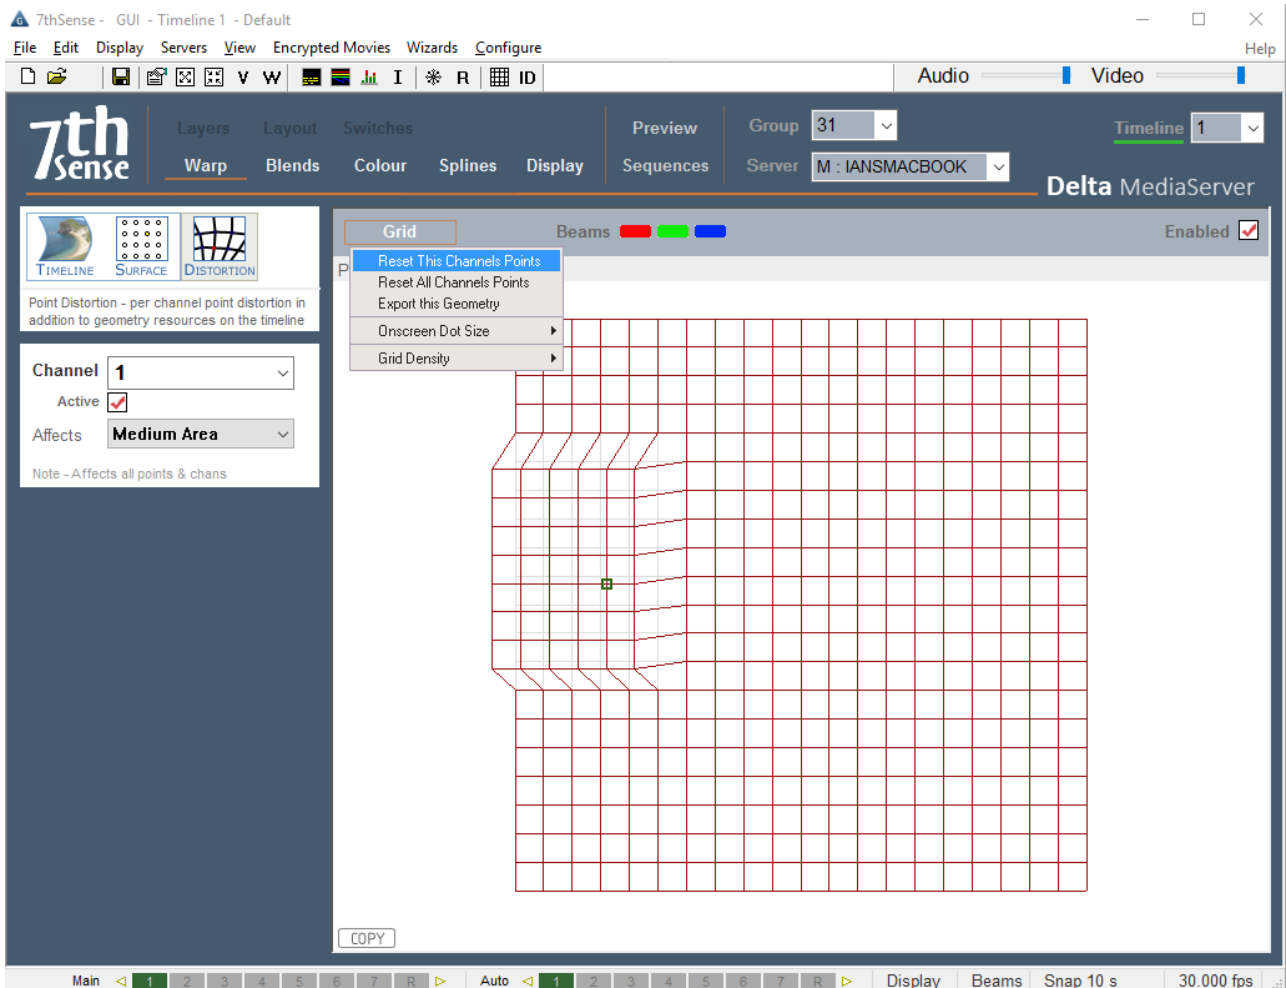 7thSense - GUI - Timeline 1 - Default
File Edit Display Servers View Encrypted Movies Wizards Configure Help
V W I R ID Audio Video
7th Sense
Layers Layout Switches Preview Group 31 Timeline 1
Warp Blends Colour Splines Display Sequences Server M : IANSMACBOOK
Delta MediaServer
Grid Beams Enabled
TIMELINE SURFACE DISTORTION
Point Distortion - per channel point distortion in
addition to geometry resources on the timeline
P
Reset This Channels Points
Reset All Channels Points
Export this Geometry
Onscreen Dot Size
Grid Density
Channel 1
Active
Affects Medium Area
Note - Affects all points & chans
COPY
Main 1 2 3 4 5 6 7 R Auto 1 2 3 4 5 6 7 R Display Beams Snap 10 s 30.000 fps